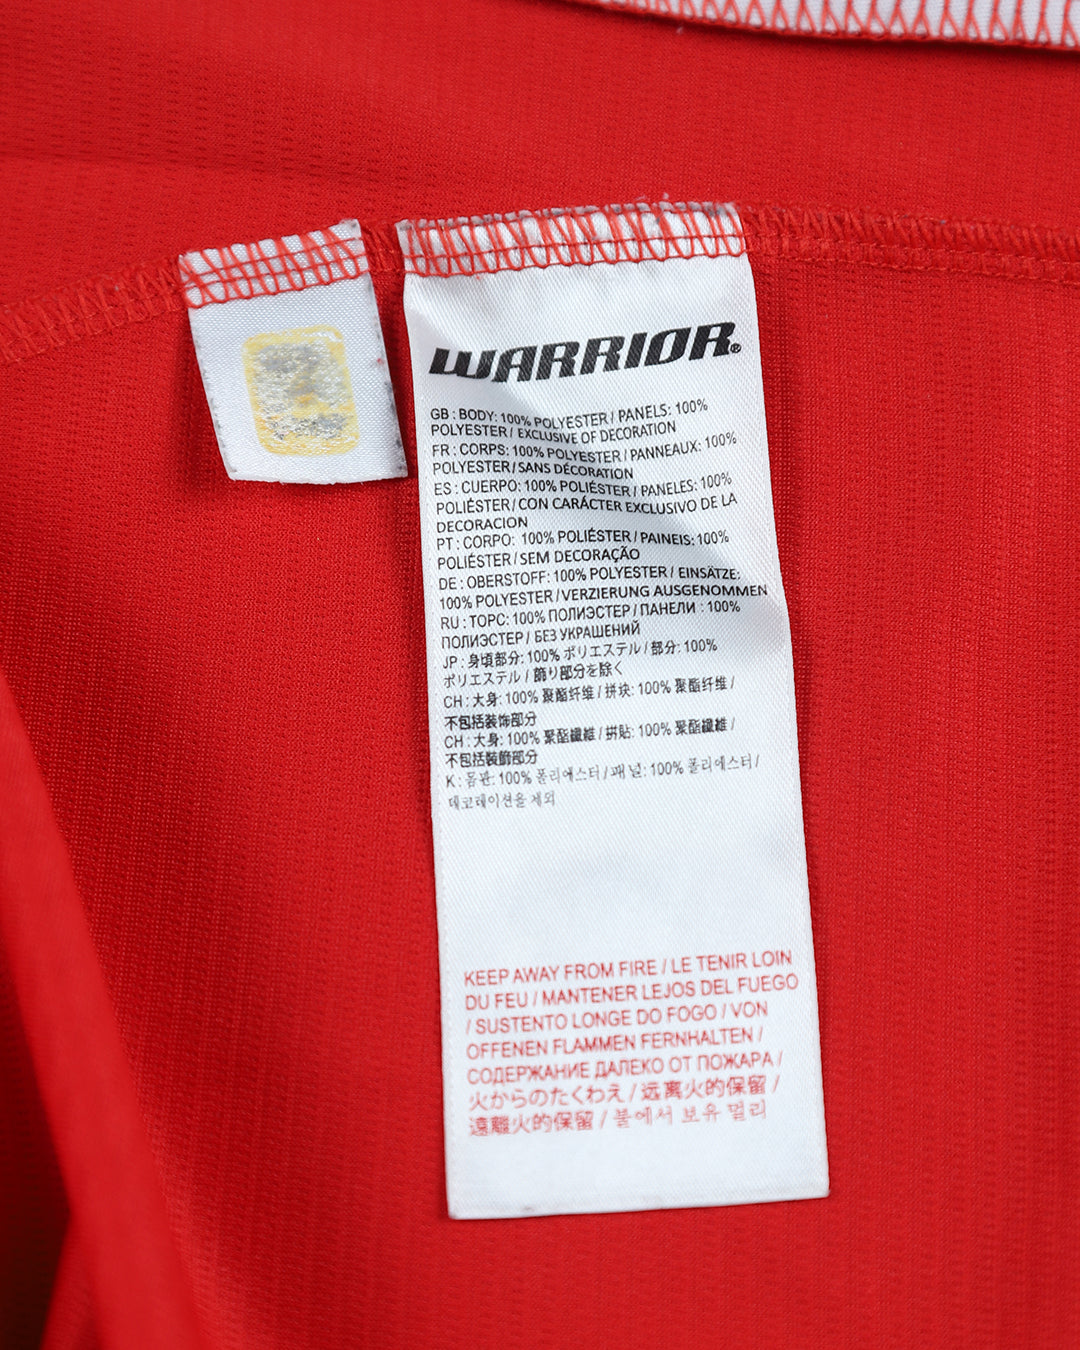 WARRIOR®
GB : BODY: 100% POLYESTER / PANELS: 100%
POLYESTER / EXCLUSIVE OF DECORATION
FR : CORPS: 100% POLYESTER / PANNEAUX: 100%
POLYESTER / SANS DÉCORATION
ES : CUERPO: 100% POLIÉSTER / PANELES: 100%
POLIÉSTER / CON CARÁCTER EXCLUSIVO DE LA
DECORACION
PT : CORPO: 100% POLIÉSTER / PAINEIS: 100%
POLIÉSTER / SEM DECORAÇÃO
DE : OBERSTOFF: 100% POLYESTER / EINSÄTZE:
100% POLYESTER / VERZIERUNG AUSGENOMMEN
RU : ТОРС: 100% ПОЛИЭСТЕР / ПАНЕЛИ : 100%
ПОЛИЭСТЕР / БЕЗ УКРАШЕНИЙ
JP : 身頃部分: 100% ポリエステル / 部分: 100%
ポリエステル / 飾り部分を除く
CH : 大身: 100% 聚酯纤维 / 拼块: 100% 聚酯纤维 /
不包括装饰部分
CH : 大身: 100% 聚酯纖維 / 拼貼: 100% 聚酯纖維 /
不包括裝飾部分
K : 몸판: 100% 폴리에스터 / 패널: 100% 폴리에스터 /
데코레이션을 제외
KEEP AWAY FROM FIRE / LE TENIR LOIN
DU FEU / MANTENER LEJOS DEL FUEGO
/ SUSTENTO LONGE DO FOGO / VON
OFFENEN FLAMMEN FERNHALTEN /
СОДЕРЖАНИЕ ДАЛЕКО ОТ ПОЖАРА /
火からのたくわえ / 远离火的保留 /
遠離火的保留 / 불에서 보유 멀리